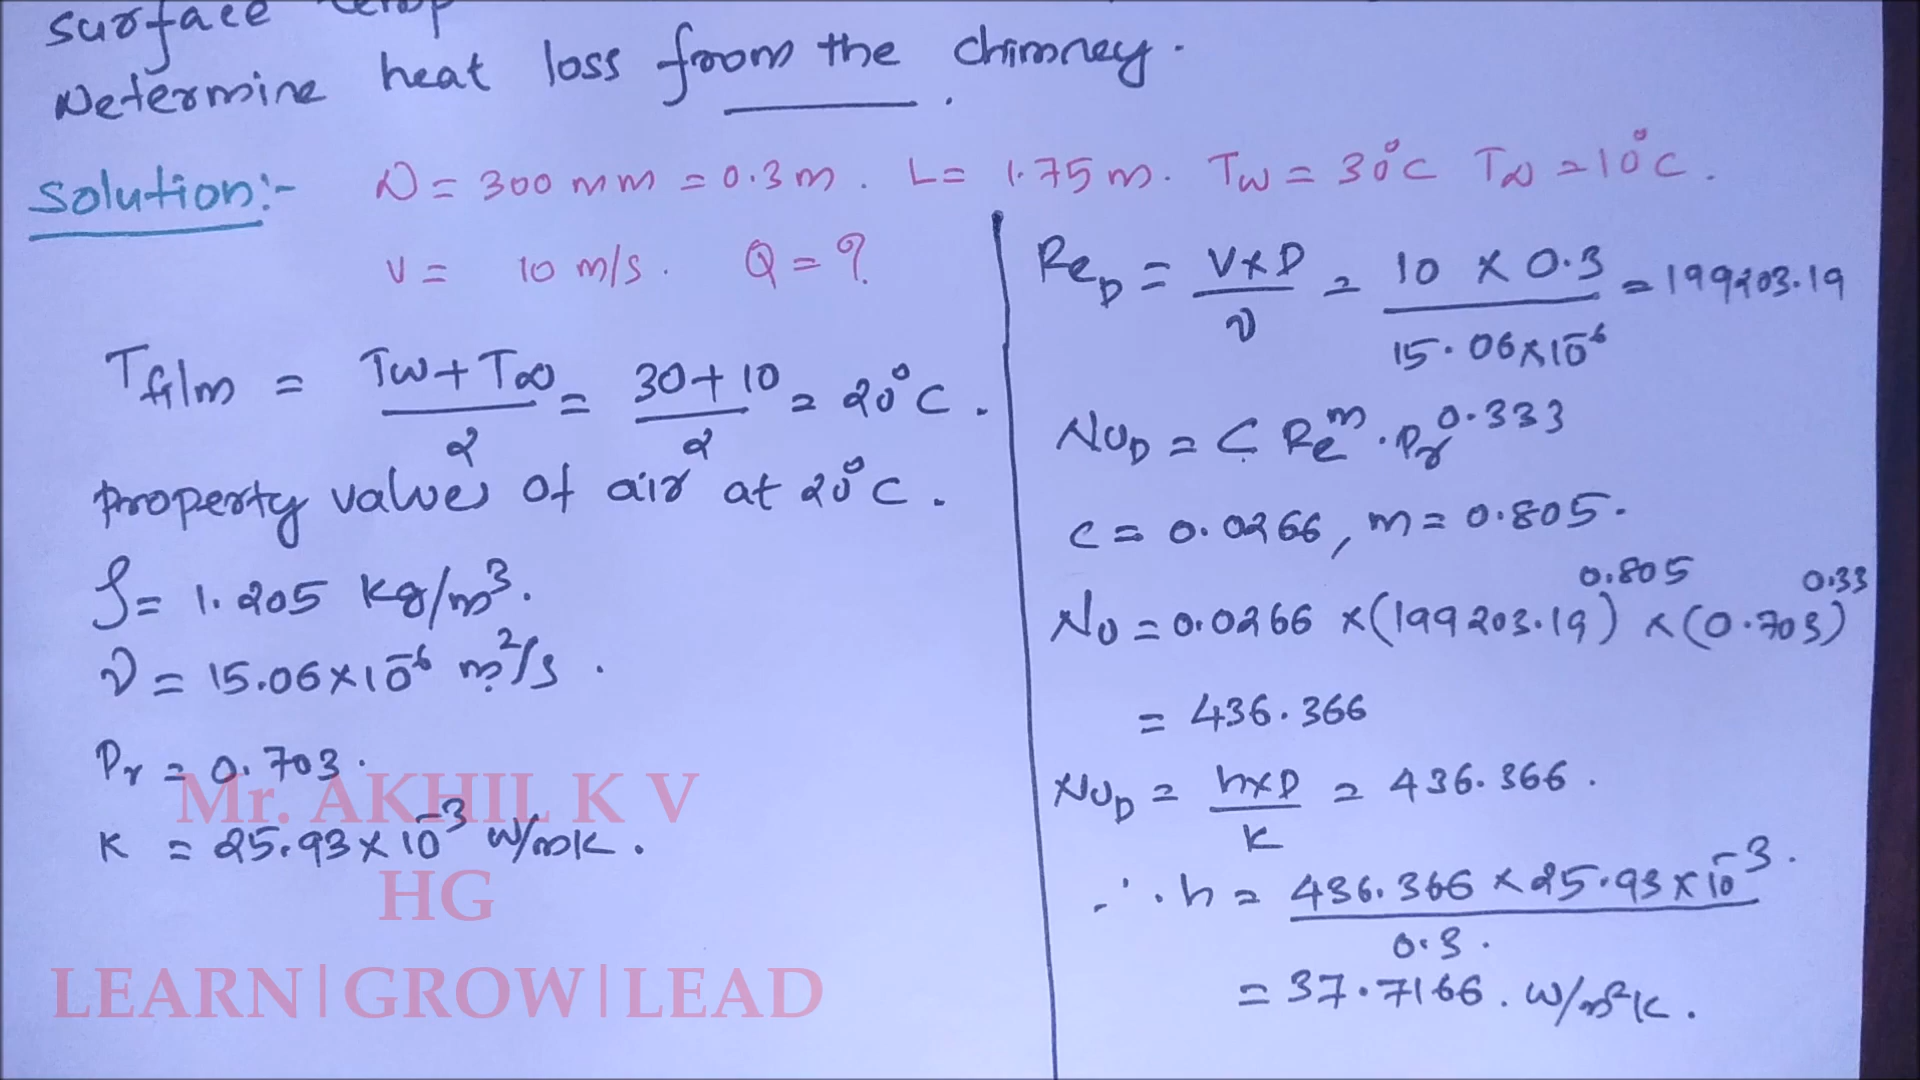 surface temp
Determine heat loss from the chimney.
Solution:- D = 300 mm = 0.3 m. L = 1.75 m. Tw = 30°C T∞ = 10°C.
V = 10 m/s. Q = ?
Tfilm = Tw + T∞ / 2 = 30 + 10 / 2 = 20°C.
Property values of air at 20°C.
ρ = 1.205 kg/m³.
ν = 15.06 × 10⁻⁶ m²/s.
Pr = 0.703.
K = 25.93 × 10⁻³ W/mK.
Re_D = V×D / ν = 10 × 0.3 / 15.06 × 10⁻⁶ = 199203.19
Nu_D = C Re^m . Pr^0.333
C = 0.0266, m = 0.805.
Nu = 0.0266 × (199203.19)^0.805 × (0.703)^0.33
= 436.366
Nu_D = h×D / K = 436.366.
∴ h = 436.366 × 25.93 × 10⁻³ / 0.3.
= 37.7166. W/m²K.
Mr. AKHIL K V
HG
LEARN|GROW|LEAD